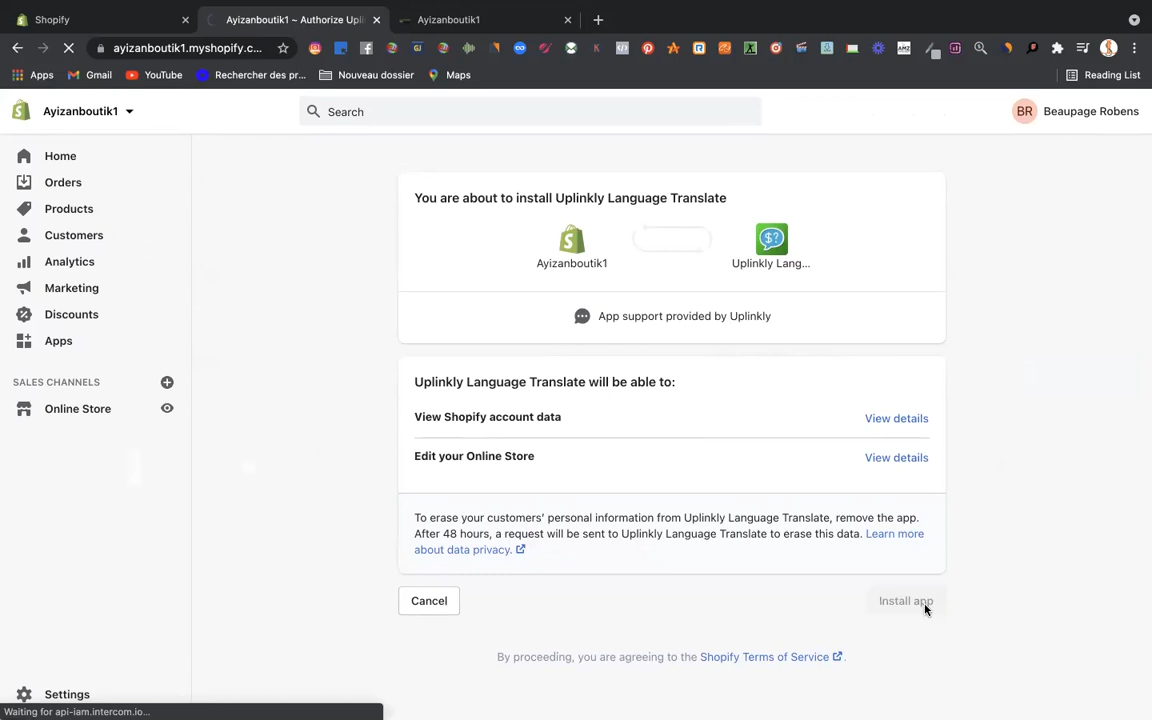 Shopify
Ayizanboutik1 ~ Authorize Upli
Ayizanboutik1
ayizanboutik1.myshopify.c...
Apps
Gmail
YouTube
Rechercher des pr...
Nouveau dossier
Maps
Reading List
Ayizanboutik1
Search
BR
Beaupage Robens
Home
Orders
Products
Customers
Analytics
Marketing
Discounts
Apps
SALES CHANNELS
Online Store
Settings
You are about to install Uplinkly Language Translate
Ayizanboutik1
$?
Uplinkly Lang...
App support provided by Uplinkly
Uplinkly Language Translate will be able to:
View Shopify account data
View details
Edit your Online Store
View details
To erase your customers' personal information from Uplinkly Language Translate, remove the app.
After 48 hours, a request will be sent to Uplinkly Language Translate to erase this data. Learn more
about data privacy.
Cancel
Install app
By proceeding, you are agreeing to the Shopify Terms of Service .
Waiting for api-iam.intercom.io...